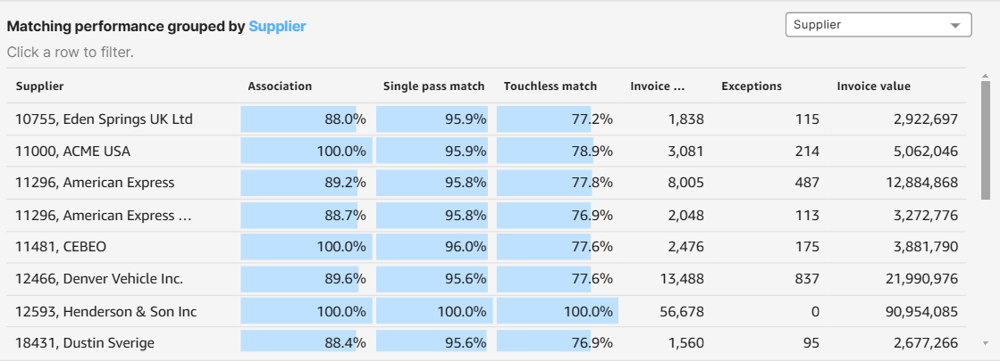 Matching performance grouped by Supplier
Supplier
Click a row to filter.
Supplier Association Single pass match Touchless match Invoice ... Exceptions Invoice value
10755, Eden Springs UK Ltd 88.0% 95.9% 77.2% 1,838 115 2,922,697
11000, ACME USA 100.0% 95.9% 78.9% 3,081 214 5,062,046
11296, American Express 89.2% 95.8% 77.8% 8,005 487 12,884,868
11296, American Express ... 88.7% 95.8% 76.9% 2,048 113 3,272,776
11481, CEBEO 100.0% 96.0% 77.6% 2,476 175 3,881,790
12466, Denver Vehicle Inc. 89.6% 95.6% 77.6% 13,488 837 21,990,976
12593, Henderson & Son Inc 100.0% 100.0% 100.0% 56,678 0 90,954,085
18431, Dustin Sverige 88.4% 95.6% 76.9% 1,560 95 2,677,266